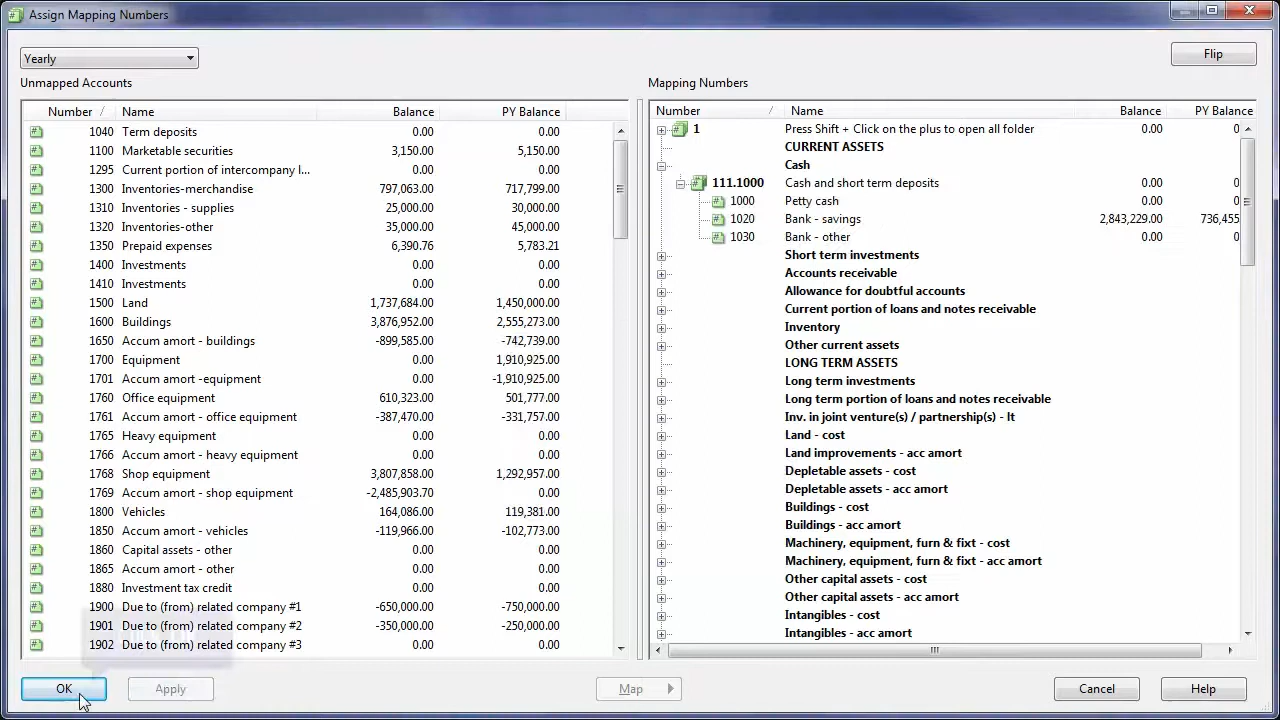 Assign Mapping Numbers
Yearly
Flip
Unmapped Accounts
Number / Name Balance PY Balance
1040 Term deposits 0.00 0.00
1100 Marketable securities 3,150.00 5,150.00
1295 Current portion of intercompany l... 0.00 0.00
1300 Inventories-merchandise 797,063.00 717,799.00
1310 Inventories - supplies 25,000.00 30,000.00
1320 Inventories-other 35,000.00 45,000.00
1350 Prepaid expenses 6,390.76 5,783.21
1400 Investments 0.00 0.00
1410 Investments 0.00 0.00
1500 Land 1,737,684.00 1,450,000.00
1600 Buildings 3,876,952.00 2,555,273.00
1650 Accum amort - buildings -899,585.00 -742,739.00
1700 Equipment 0.00 1,910,925.00
1701 Accum amort -equipment 0.00 -1,910,925.00
1760 Office equipment 610,323.00 501,777.00
1761 Accum amort - office equipment -387,470.00 -331,757.00
1765 Heavy equipment 0.00 0.00
1766 Accum amort - heavy equipment 0.00 0.00
1768 Shop equipment 3,807,858.00 1,292,957.00
1769 Accum amort - shop equipment -2,485,903.70 0.00
1800 Vehicles 164,086.00 119,381.00
1850 Accum amort - vehicles -119,966.00 -102,773.00
1860 Capital assets - other 0.00 0.00
1865 Accum amort - other 0.00 0.00
1880 Investment tax credit 0.00 0.00
1900 Due to (from) related company #1 -650,000.00 -750,000.00
1901 Due to (from) related company #2 -350,000.00 -250,000.00
1902 Due to (from) related company #3 0.00 0.00
Mapping Numbers
Number / Name Balance PY Balance
1 Press Shift + Click on the plus to open all folder 0.00 0
CURRENT ASSETS
Cash
111.1000 Cash and short term deposits 0.00 0
1000 Petty cash 0.00 0
1020 Bank - savings 2,843,229.00 736,455
1030 Bank - other 0.00 0
Short term investments
Accounts receivable
Allowance for doubtful accounts
Current portion of loans and notes receivable
Inventory
Other current assets
LONG TERM ASSETS
Long term investments
Long term portion of loans and notes receivable
Inv. in joint venture(s) / partnership(s) - lt
Land - cost
Land improvements - acc amort
Depletable assets - cost
Depletable assets - acc amort
Buildings - cost
Buildings - acc amort
Machinery, equipment, furn & fixt - cost
Machinery, equipment, furn & fixt - acc amort
Other capital assets - cost
Other capital assets - acc amort
Intangibles - cost
Intangibles - acc amort
OK Apply Map Cancel Help